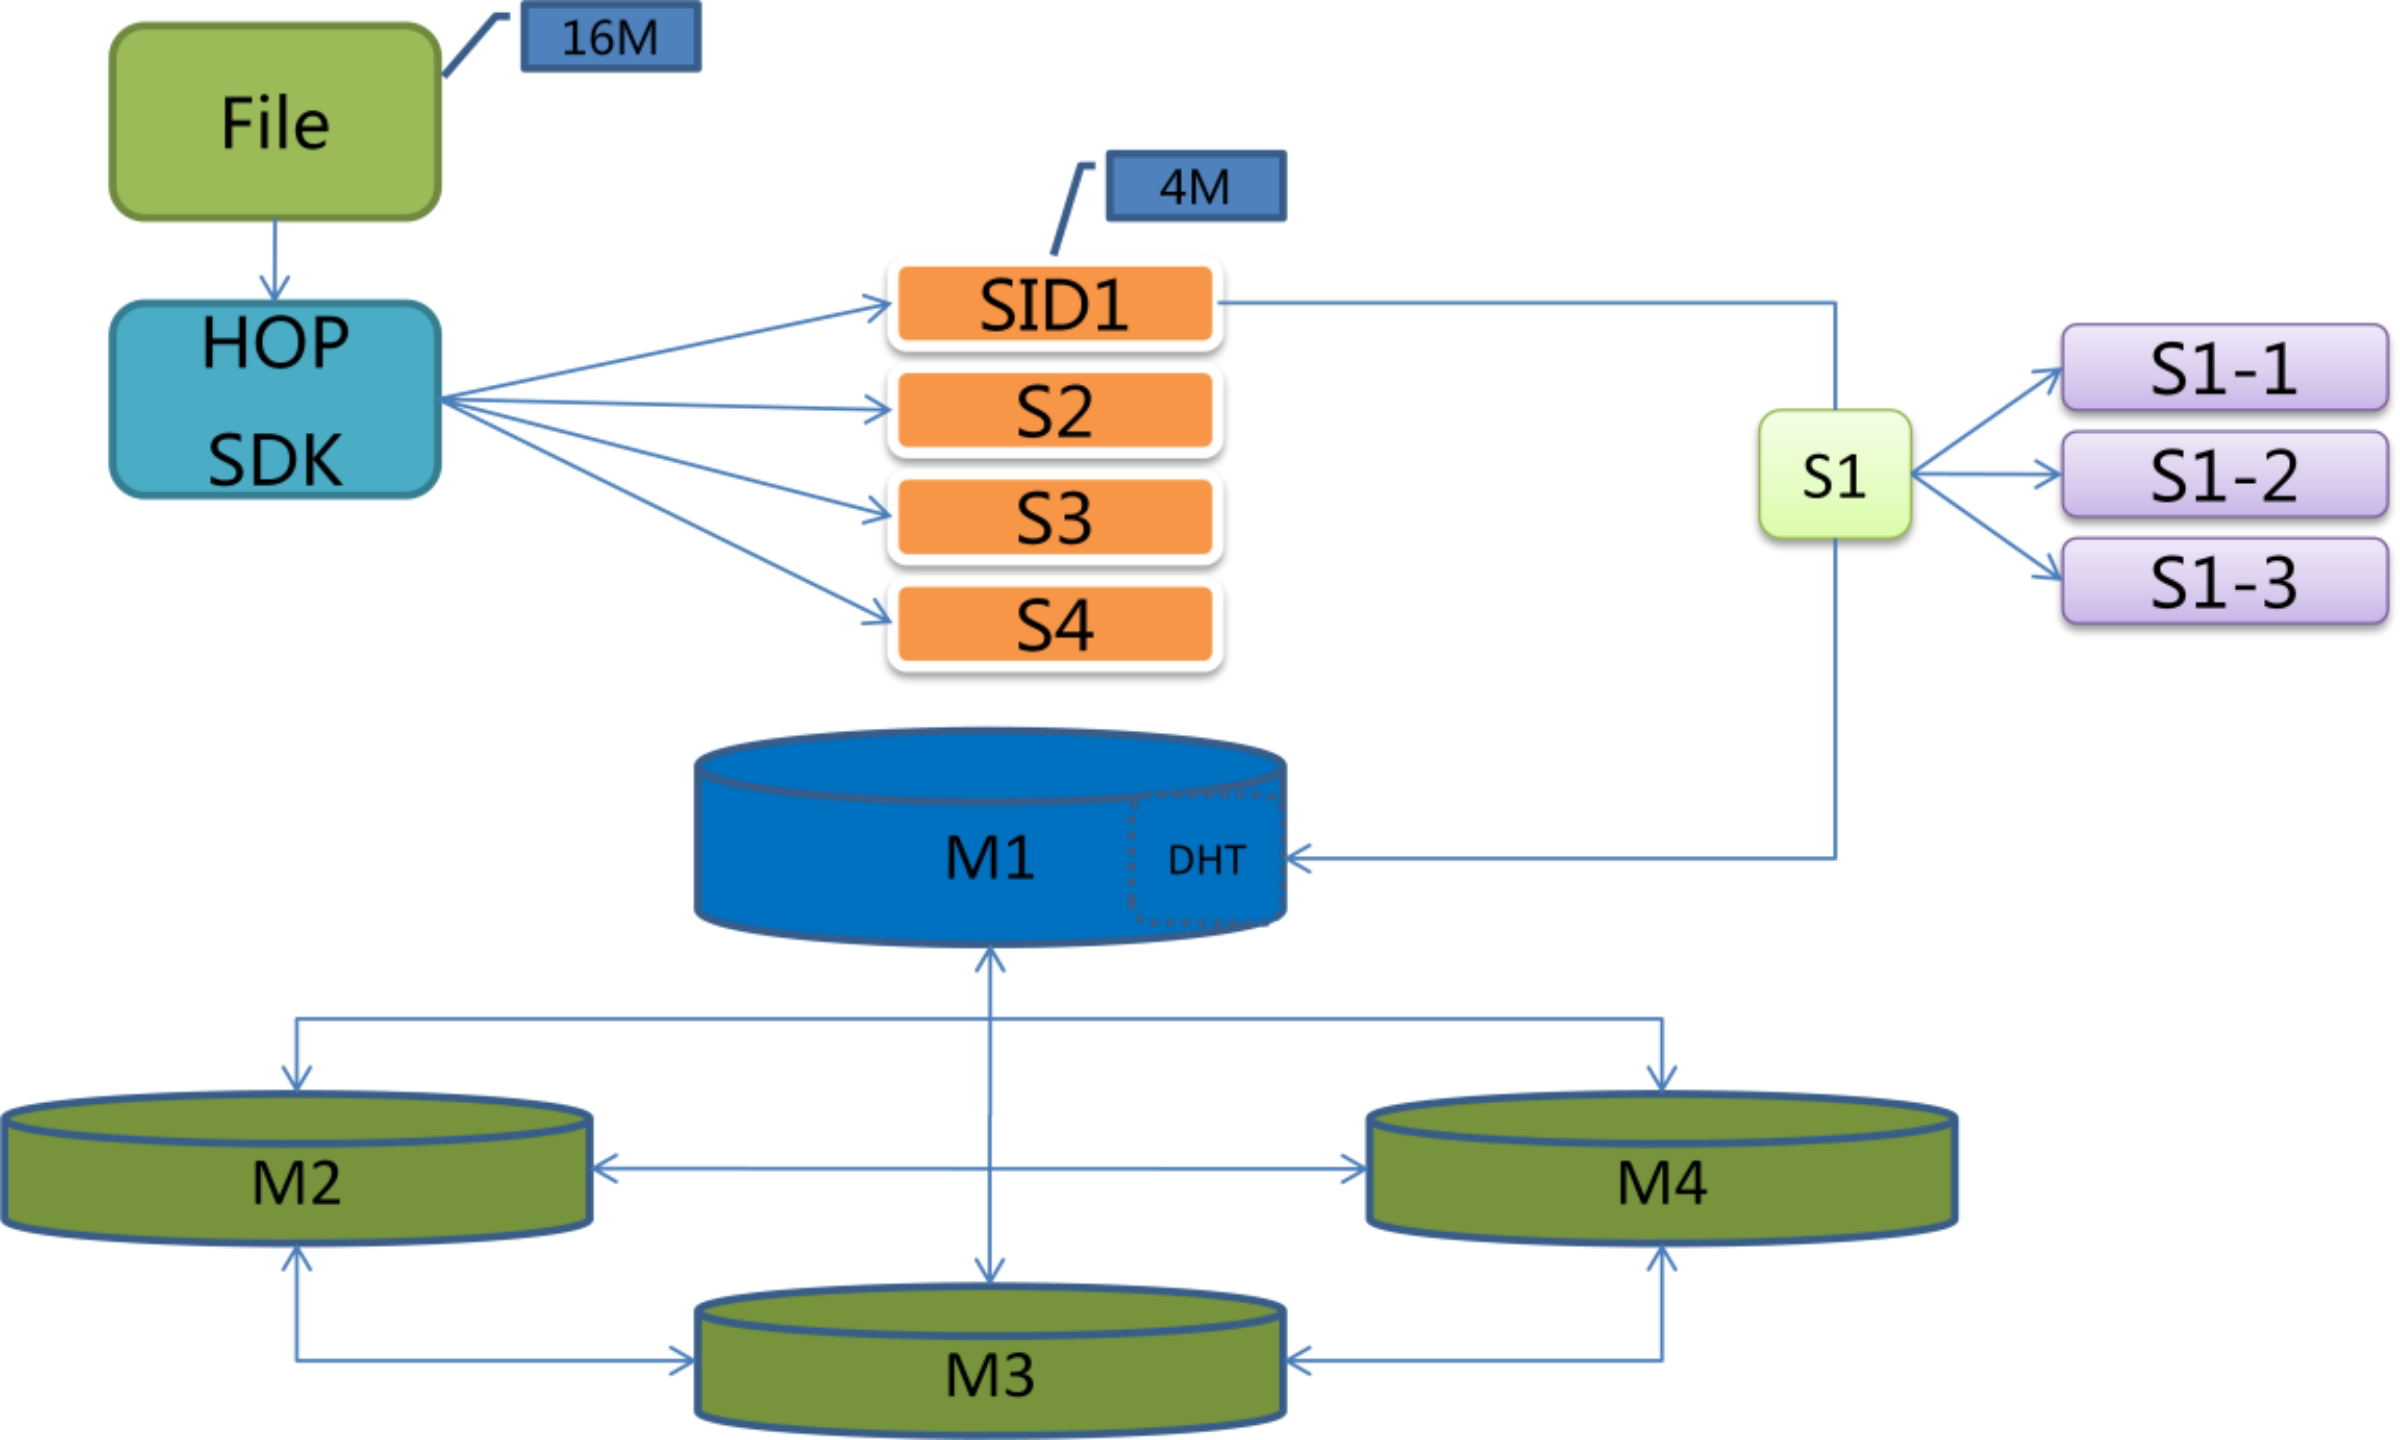 16M
File
4M
HOP
SDK
SID1
S2
S3
S4
S1
S1-1
S1-2
S1-3
M1
DHT
M2
M4
M3